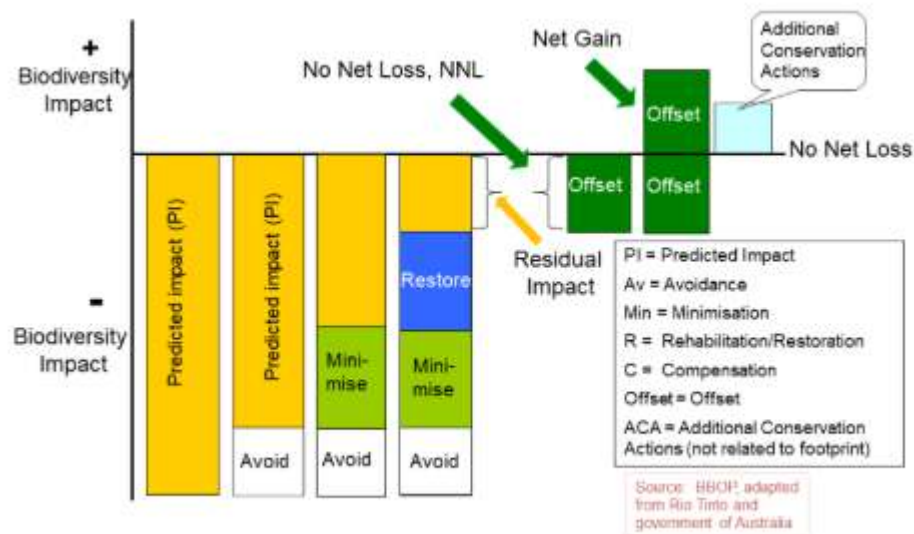 +
Biodiversity
Impact
No Net Loss, NNL
Net Gain
Additional
Conservation
Actions
Offset
No Net Loss
Predicted impact (PI)
Predicted impact (PI)
Offset
Offset
Residual
Impact
Restore
-
Biodiversity
Impact
Mini-
mise
Mini-
mise
Avoid
Avoid
Avoid
PI = Predicted Impact
Av = Avoidance
Min = Minimisation
R = Rehabilitation/Restoration
C = Compensation
Offset = Offset
ACA = Additional Conservation
Actions (not related to footprint)
Source: BBOP, adapted
from Rio Tinto and
government of Australia